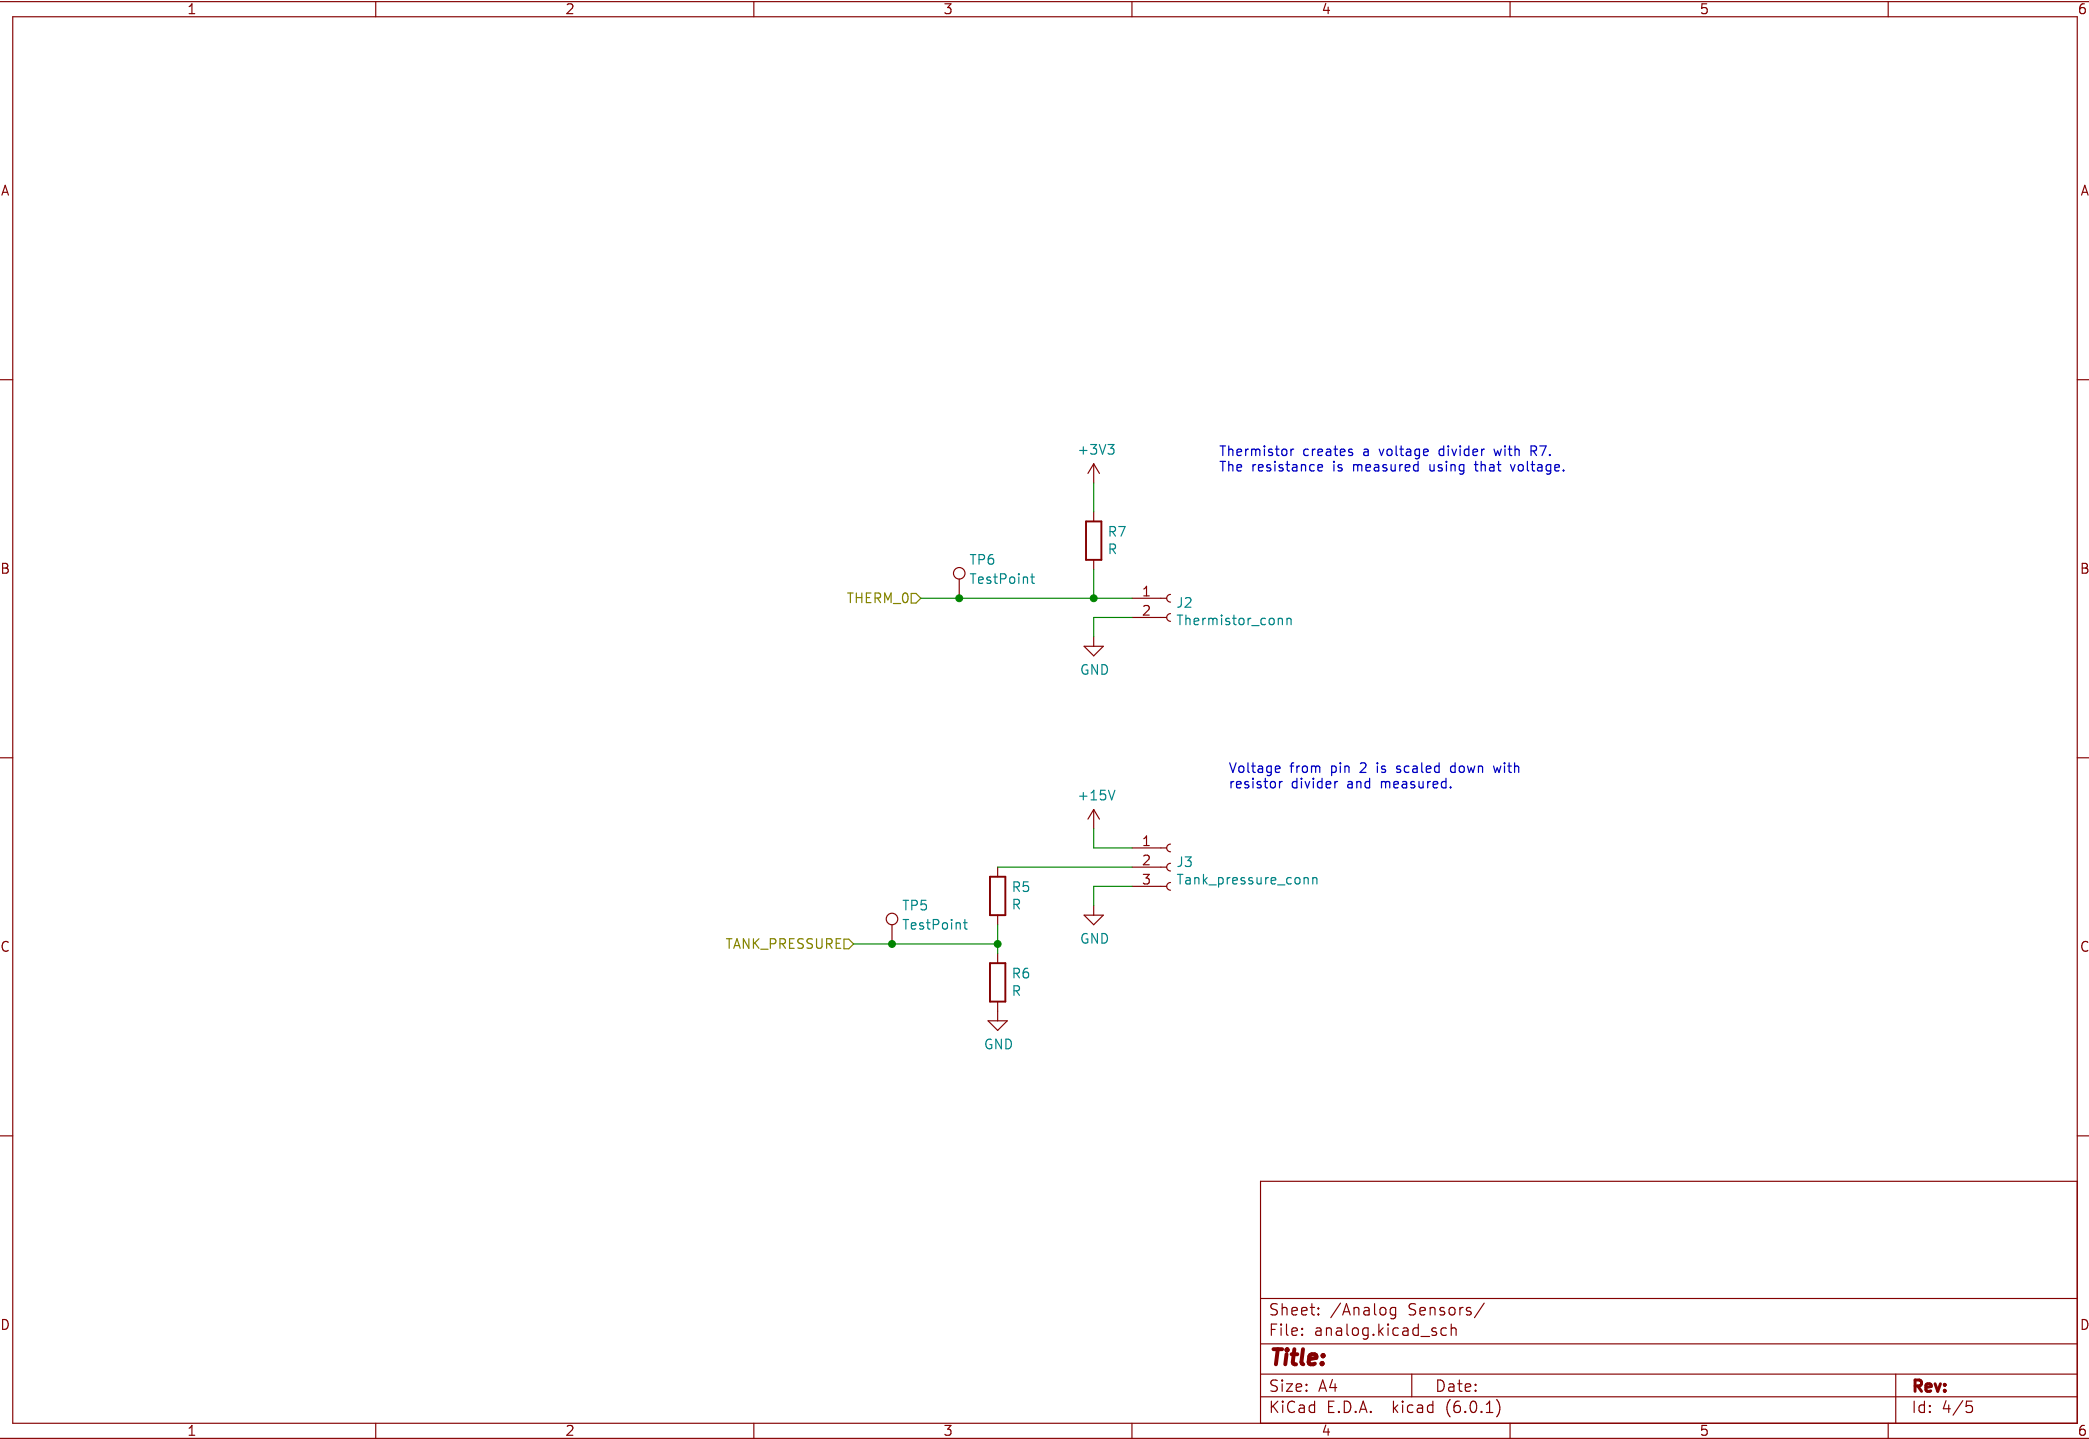 1 2 3 4 5 6
A A
+3V3
Thermistor creates a voltage divider with R7.
The resistance is measured using that voltage.
R7
R
TP6
TestPoint
B B
THERM_0
1
2
J2
Thermistor_conn
GND
Voltage from pin 2 is scaled down with
resistor divider and measured.
+15V
1
2
3
J3
Tank_pressure_conn
R5
R
TP5
TestPoint
GND
TANK_PRESSURE
C C
R6
R
GND
Sheet: /Analog Sensors/
File: analog.kicad_sch
D D
Title:
Size: A4 Date: Rev:
KiCad E.D.A. kicad (6.0.1) Id: 4/5
1 2 3 4 5 6